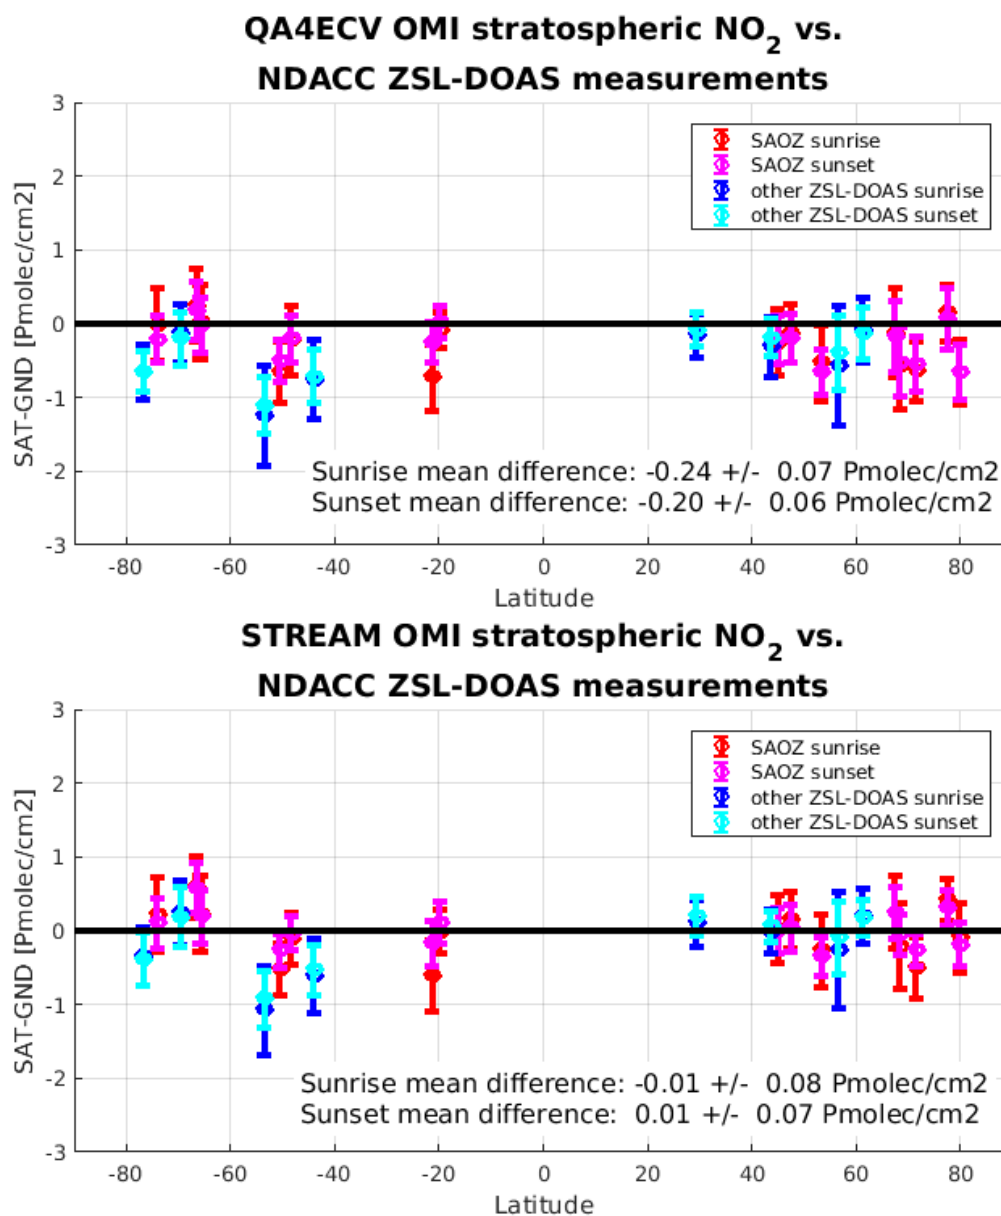 QA4ECV OMI stratospheric NO2 vs.
NDACC ZSL-DOAS measurements
3
2
1
0
-1
-2
-3
SAT-GND [Pmolec/cm2]
SAOZ sunrise
SAOZ sunset
other ZSL-DOAS sunrise
other ZSL-DOAS sunset
Sunrise mean difference: -0.24 +/- 0.07 Pmolec/cm2
Sunset mean difference: -0.20 +/- 0.06 Pmolec/cm2
-80 -60 -40 -20 0 20 40 60 80
Latitude
STREAM OMI stratospheric NO2 vs.
NDACC ZSL-DOAS measurements
3
2
1
0
-1
-2
-3
SAT-GND [Pmolec/cm2]
SAOZ sunrise
SAOZ sunset
other ZSL-DOAS sunrise
other ZSL-DOAS sunset
Sunrise mean difference: -0.01 +/- 0.08 Pmolec/cm2
Sunset mean difference: 0.01 +/- 0.07 Pmolec/cm2
-80 -60 -40 -20 0 20 40 60 80
Latitude